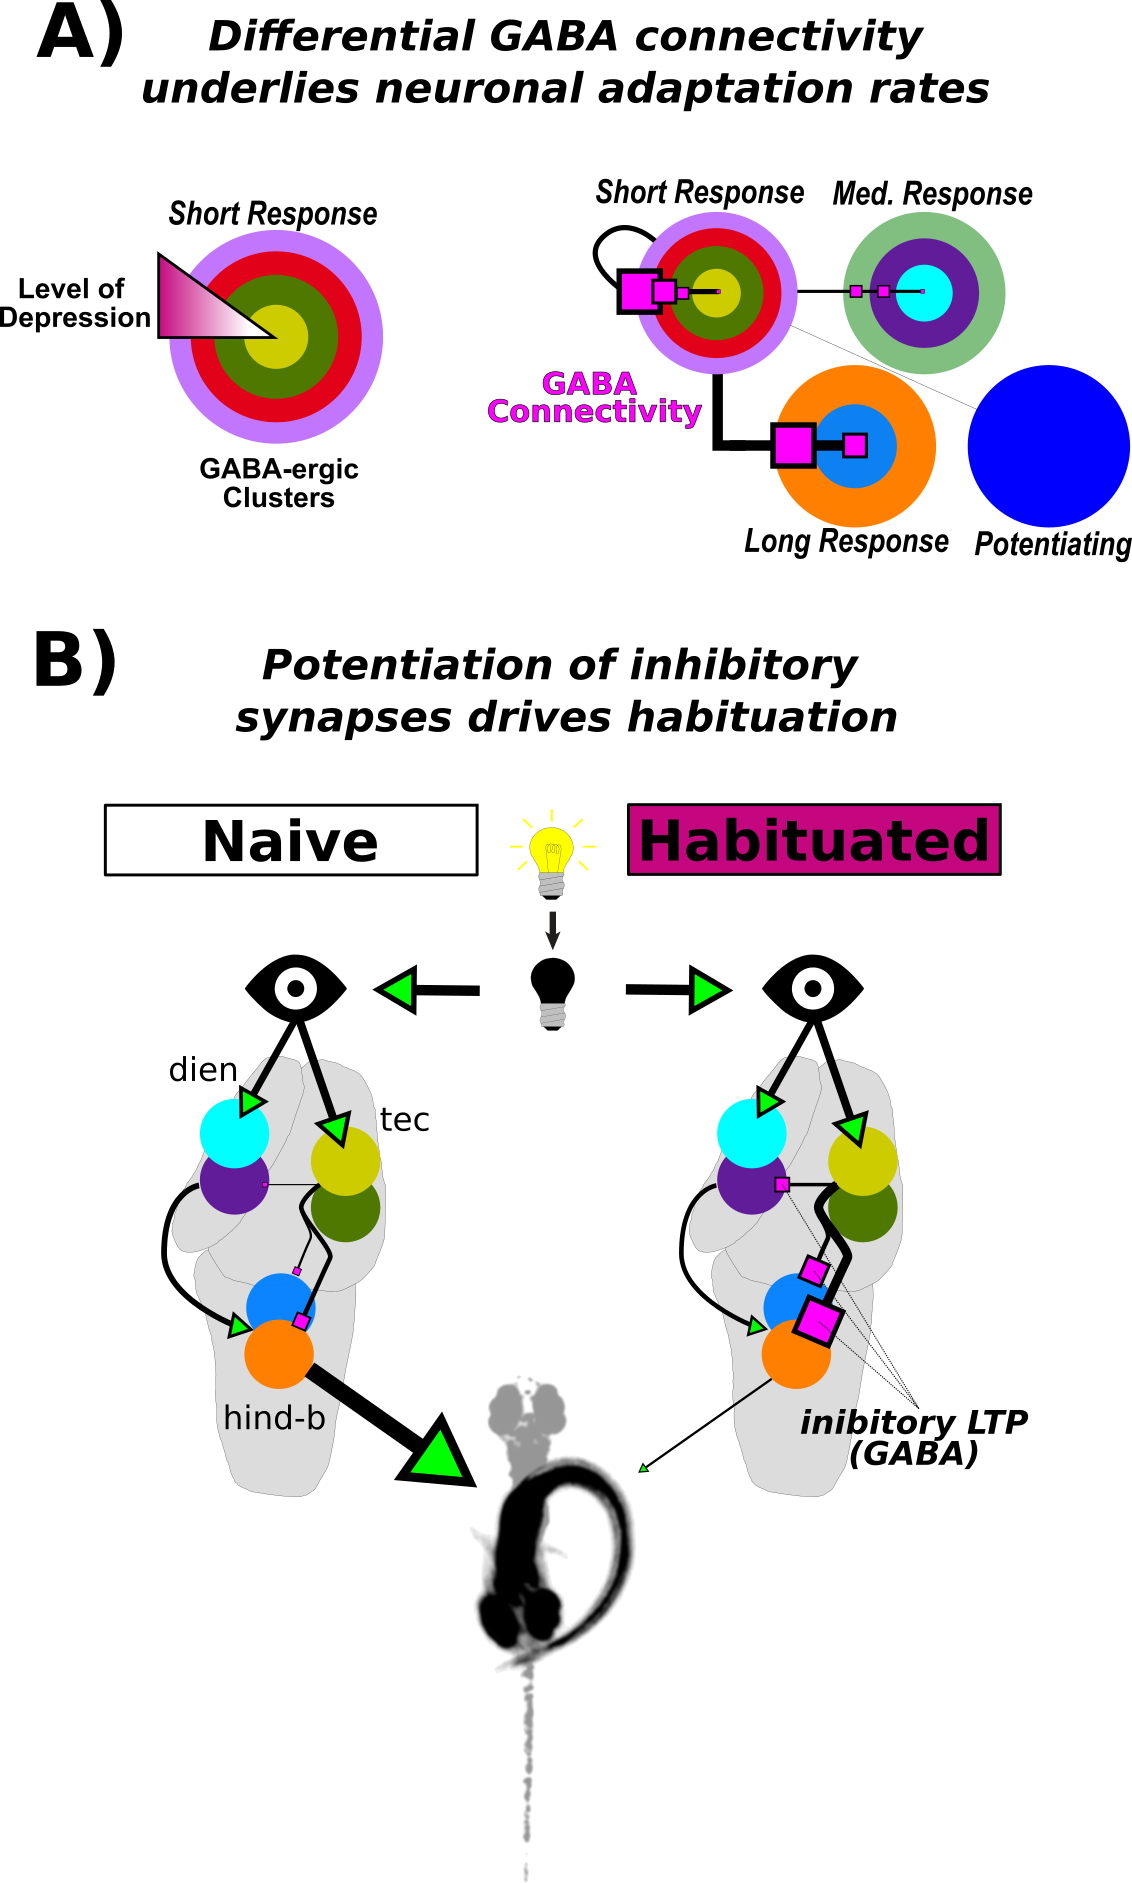 A)
Differential GABA connectivity
underlies neuronal adaptation rates
Short Response
Level of
Depression
GABA-ergic
Clusters
Short Response
Med. Response
GABA
Connectivity
Long Response
Potentiating
B)
Potentiation of inhibitory
synapses drives habituation
Naive
Habituated
dien
tec
hind-b
inibitory LTP
(GABA)